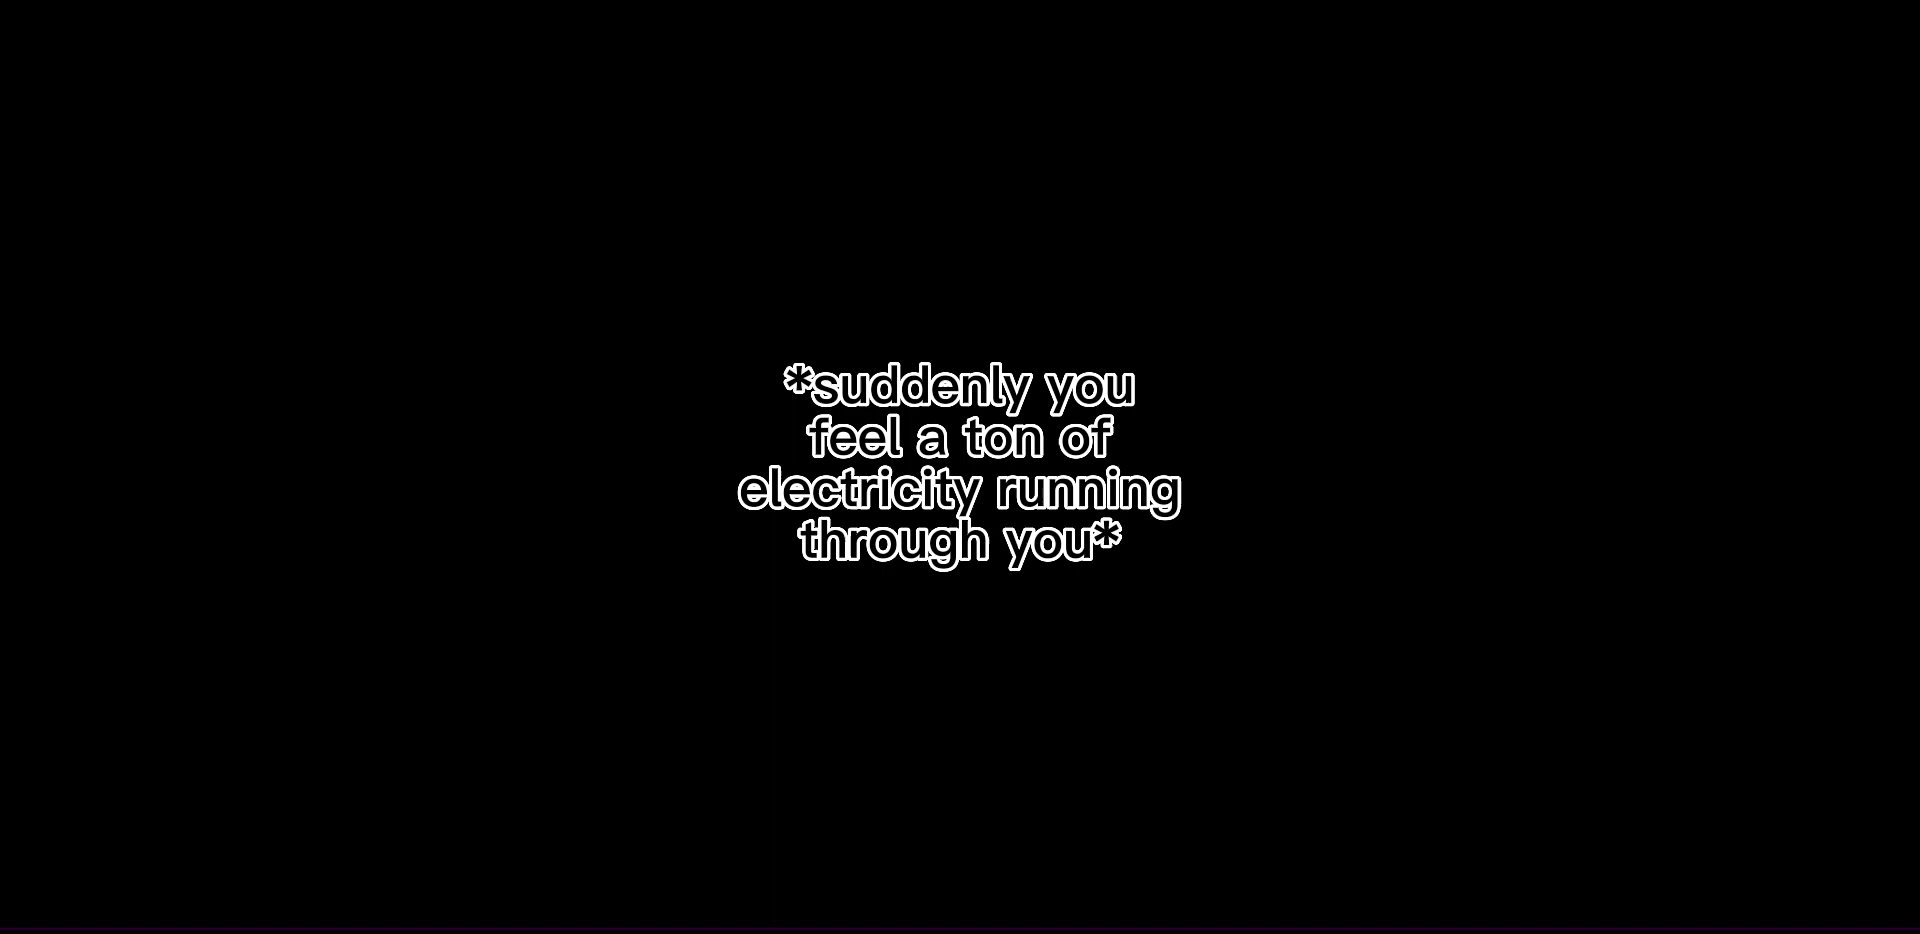 *suddenly you
feel a ton of
electricity running
through you*